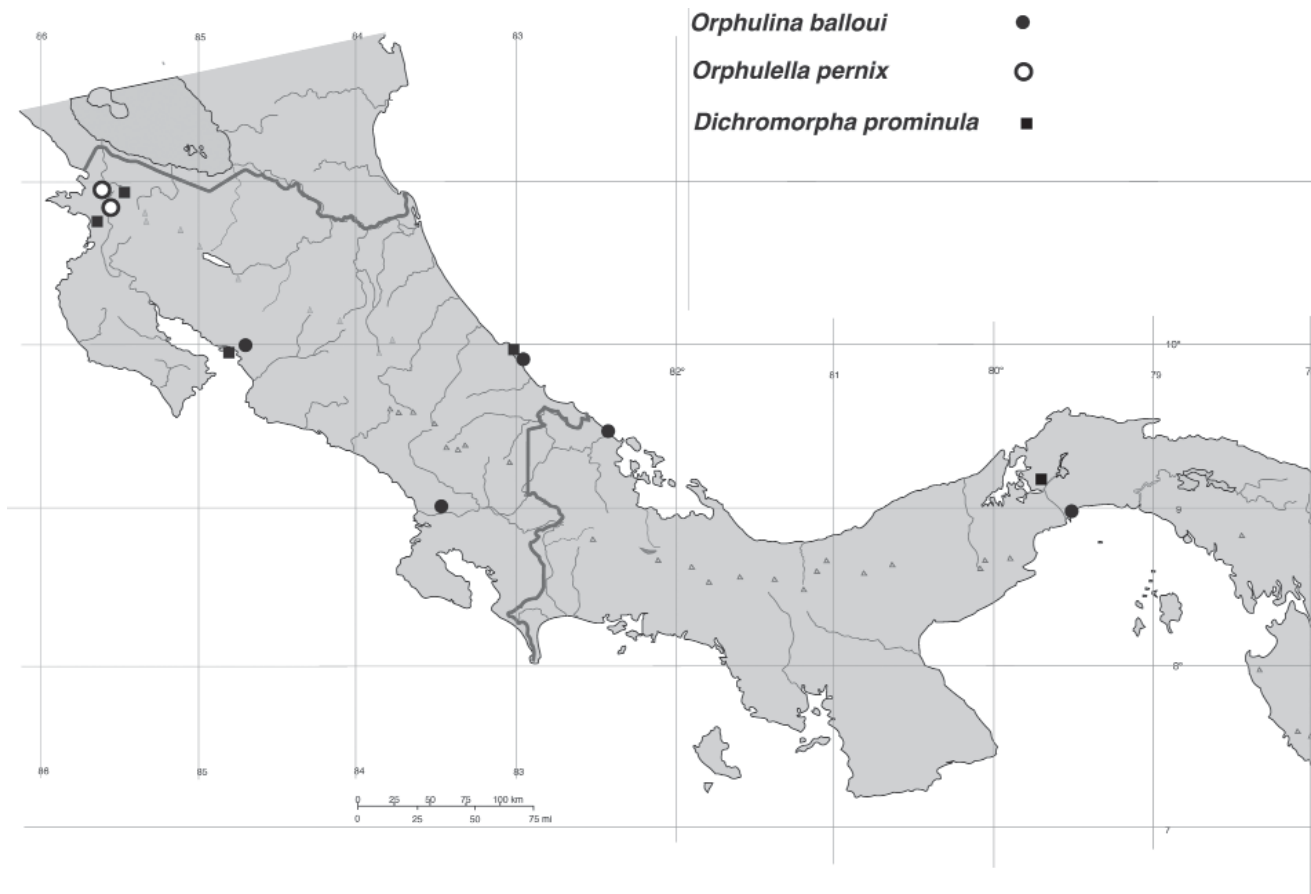 Orphulina balloui
Orphulella pernix
Dichromorpha prominula
86 85 84 83
10°
82° 81 80° 79 7
9
8°
86 85 84 83
0 25 50 75 100 km
0 25 50 75 mi
7